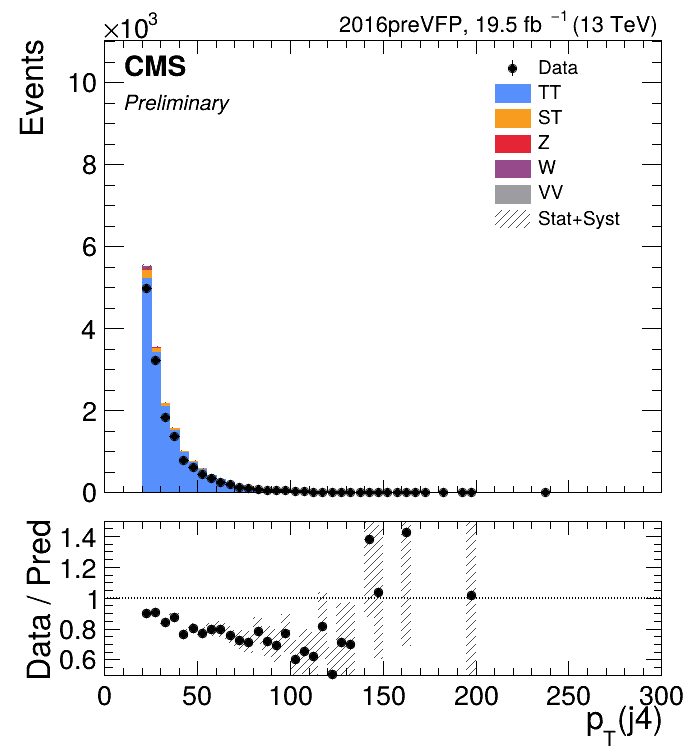 ×10³
2016preVFP, 19.5 fb⁻¹ (13 TeV)
Events
CMS
Preliminary
Data
TT
ST
Z
W
VV
Stat+Syst
10
8
6
4
2
0
Data / Pred
1.4
1.2
1
0.8
0.6
0 50 100 150 200 250 300
p_T(j4)